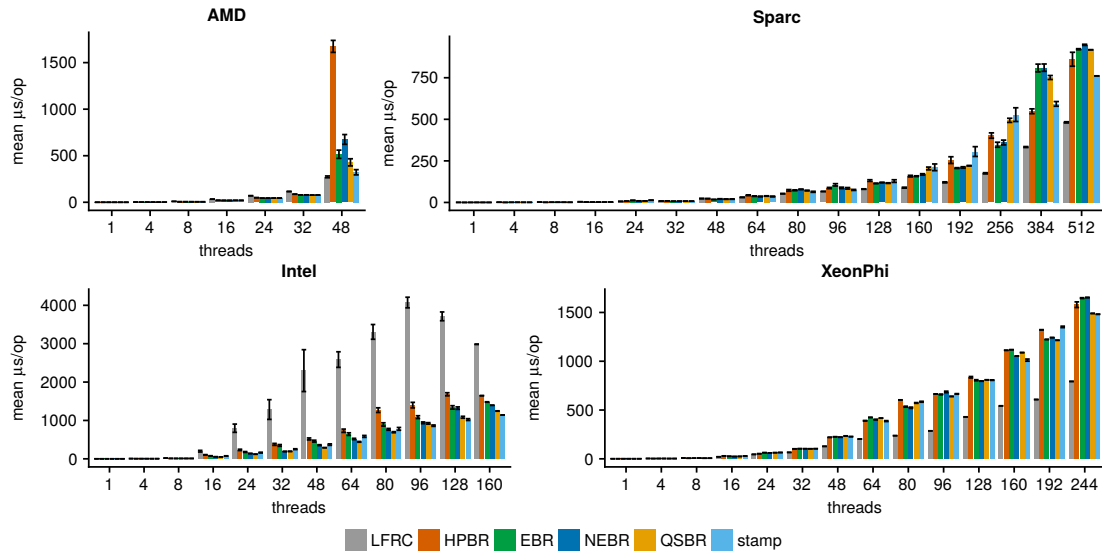 AMD
mean µs/op
1500
1000
500
0
1 4 8 16 24 32 48
threads
Sparc
mean µs/op
750
500
250
0
1 4 8 16 24 32 48 64 80 96 128 160 192 256 384 512
threads
Intel
mean µs/op
4000
3000
2000
1000
0
1 4 8 16 24 32 48 64 80 96 128 160
threads
XeonPhi
mean µs/op
1500
1000
500
0
1 4 8 16 24 32 48 64 80 96 128 160 192 244
threads
LFRC HPBR EBR NEBR QSBR stamp